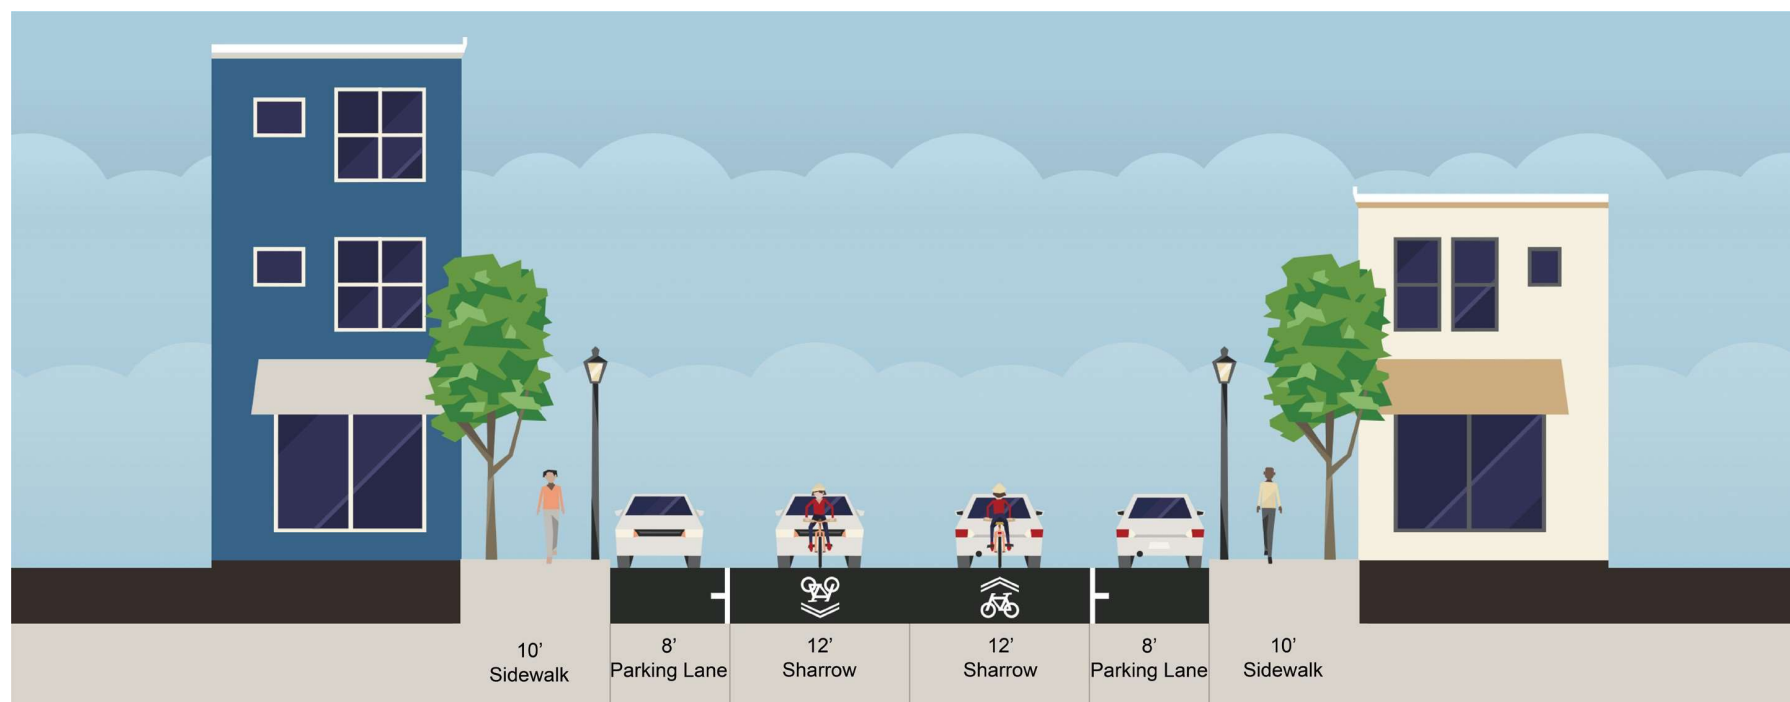 10’
Sidewalk
8’
Parking Lane
12’
Sharrow
12’
Sharrow
8’
Parking Lane
10’
Sidewalk